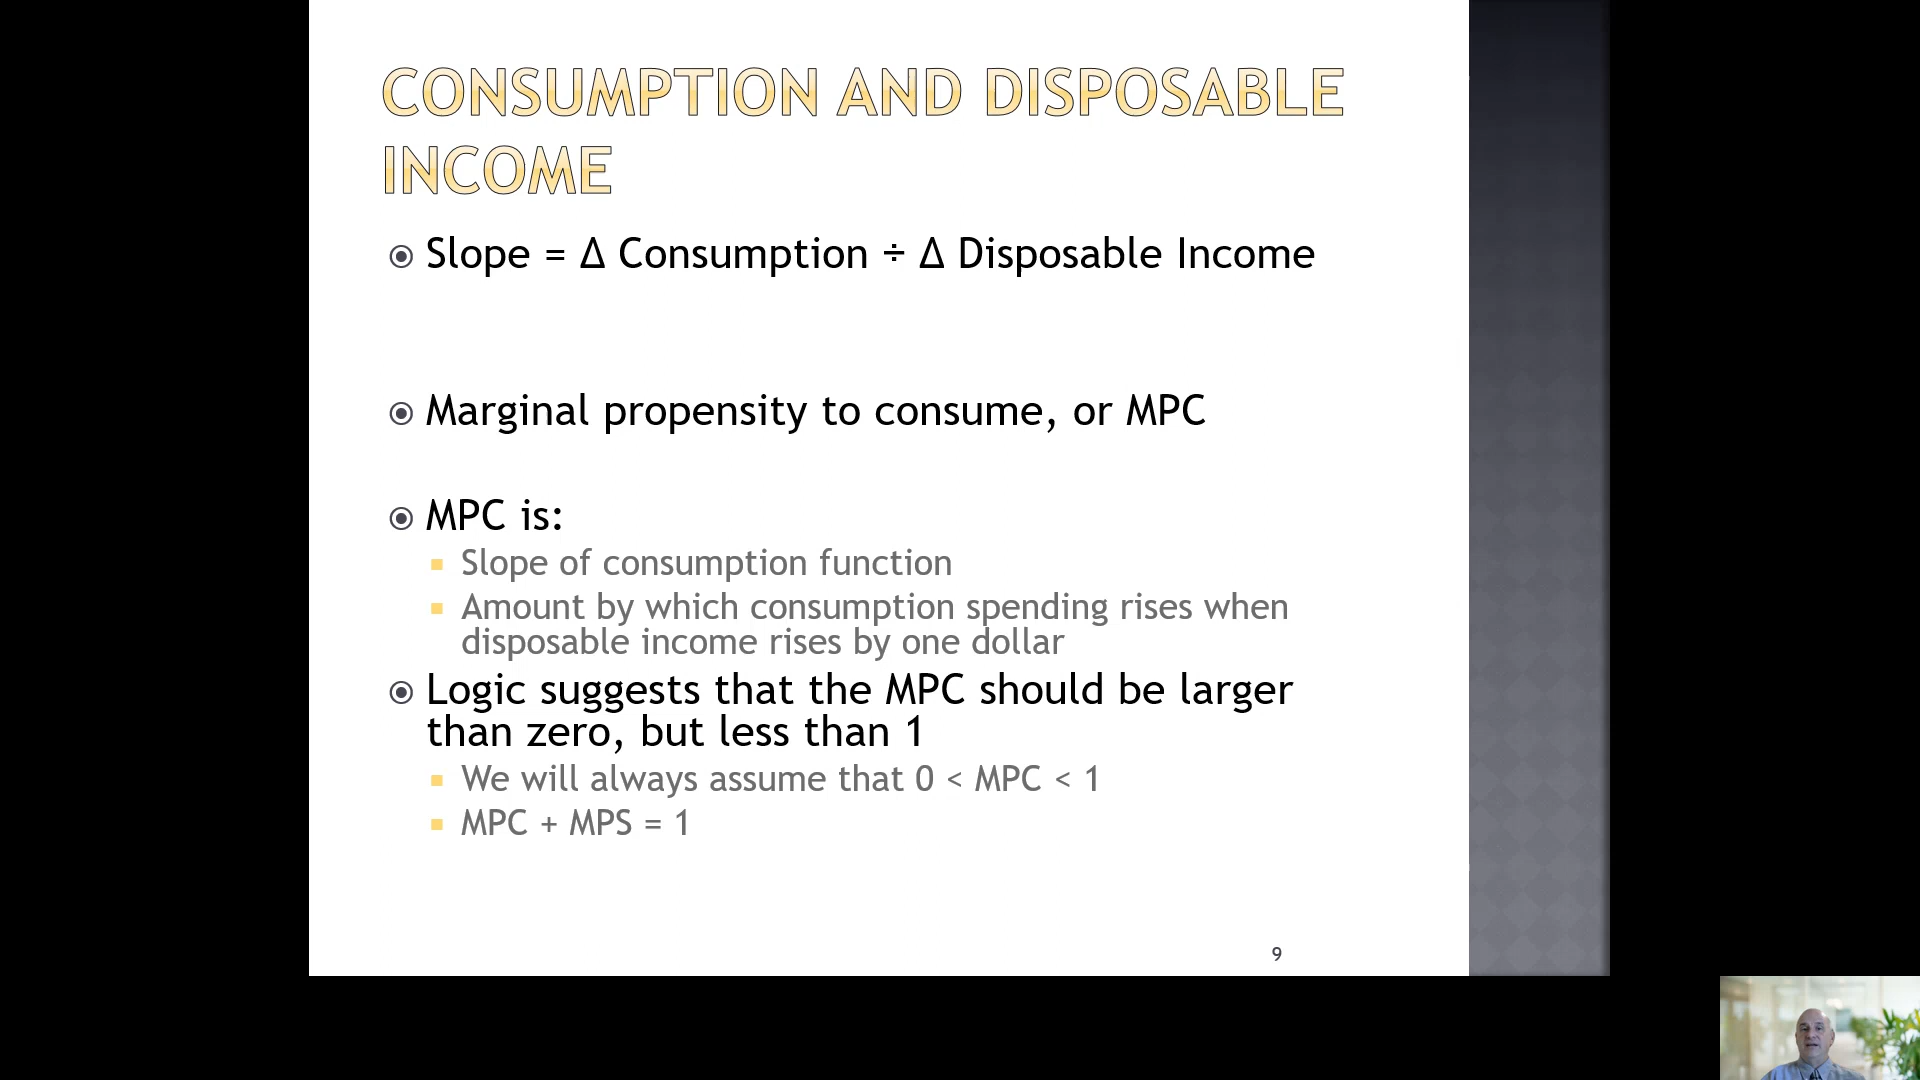 CONSUMPTION AND DISPOSABLE
INCOME
Slope = Δ Consumption ÷ Δ Disposable Income
Marginal propensity to consume, or MPC
MPC is:
Slope of consumption function
Amount by which consumption spending rises when
disposable income rises by one dollar
Logic suggests that the MPC should be larger
than zero, but less than 1
We will always assume that 0 < MPC < 1
MPC + MPS = 1
9